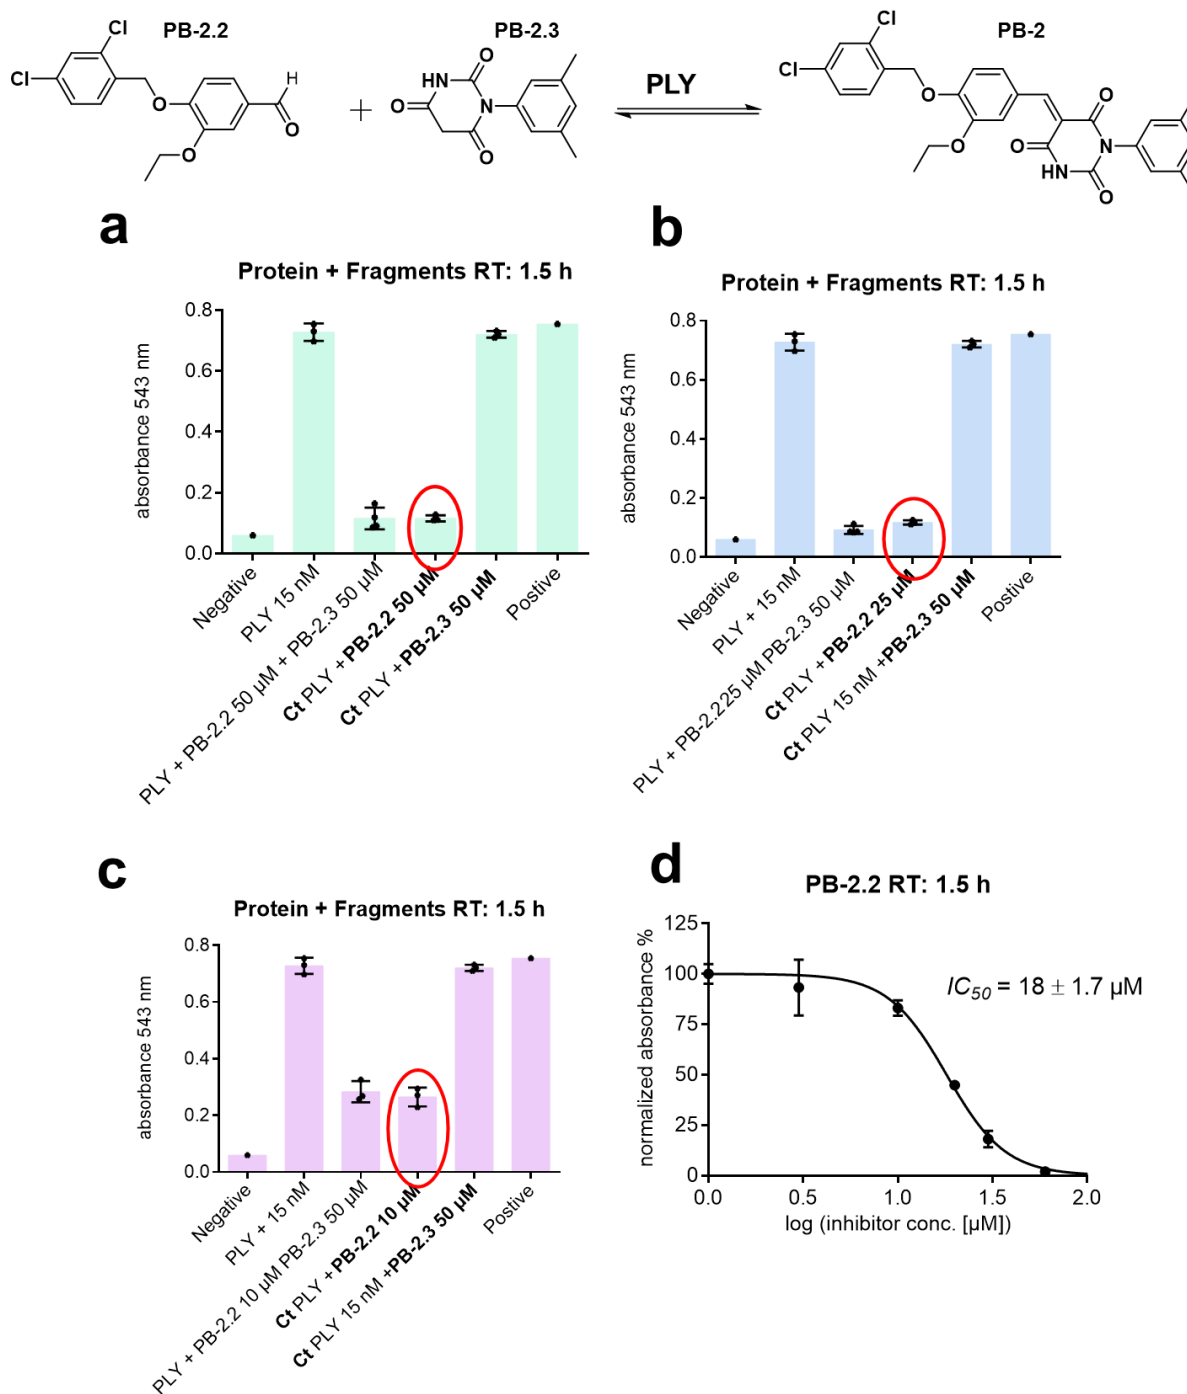 PB-2.2
PB-2.3
PB-2
Cl
Cl
O
O
H
O
+
NH
O
O
N
O
PLY
Cl
Cl
O
O
O
O
N
NH
O
a
Protein + Fragments RT: 1.5 h
absorbance 543 nm
0.8
0.6
0.4
0.2
0.0
Negative
PLY 15 nM
PLY + PB-2.2 50 µM + PB-2.3 50 µM
Ct PLY + PB-2.2 50 µM
Ct PLY + PB-2.3 50 µM
Postive
b
Protein + Fragments RT: 1.5 h
absorbance 543 nm
0.8
0.6
0.4
0.2
0.0
Negative
PLY + 15 nM
PLY + PB-2.2 25 µM PB-2.3 50 µM
Ct PLY + PB-2.2 25 µM
Ct PLY 15 nM +PB-2.3 50 µM
Postive
c
Protein + Fragments RT: 1.5 h
absorbance 543 nm
0.8
0.6
0.4
0.2
0.0
Negative
PLY + 15 nM
PLY + PB-2.2 10 µM PB-2.3 50 µM
Ct PLY + PB-2.2 10 µM
Ct PLY 15 nM +PB-2.3 50 µM
Postive
d
PB-2.2 RT: 1.5 h
normalized absorbance %
125
100
75
50
25
0
IC50 = 18 ± 1.7 µM
0.0
0.5
1.0
1.5
2.0
log (inhibitor conc. [µM])